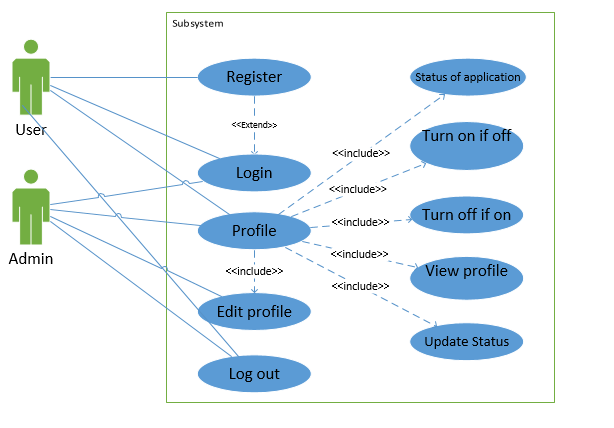 Subsystem
User
Admin
Register
<<Extend>>
Login
Profile
<<include>>
Edit profile
Log out
<<include>>
<<include>>
<<include>>
<<include>>
<<include>>
Status of application
Turn on if off
Turn off if on
View profile
Update Status